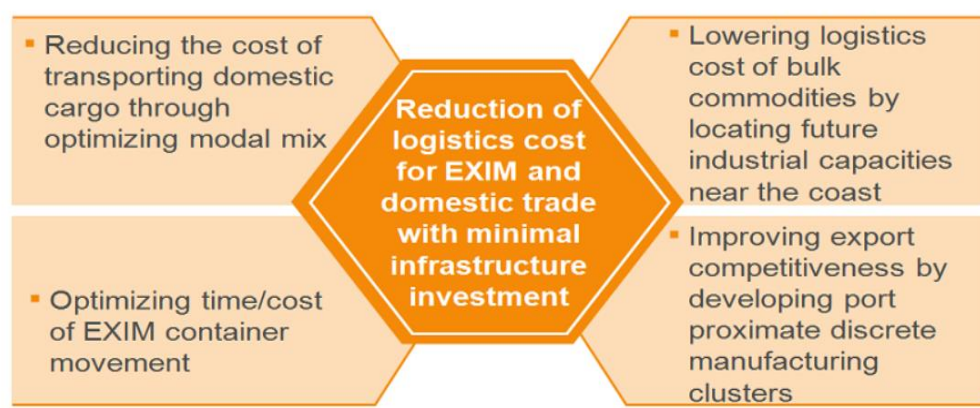 ▪ Reducing the cost of
transporting domestic
cargo through
optimizing modal mix
Reduction of
logistics cost
for EXIM and
domestic trade
with minimal
infrastructure
investment
▪ Lowering logistics
cost of bulk
commodities by
locating future
industrial capacities
near the coast
▪ Optimizing time/cost
of EXIM container
movement
▪ Improving export
competitiveness by
developing port
proximate discrete
manufacturing
clusters